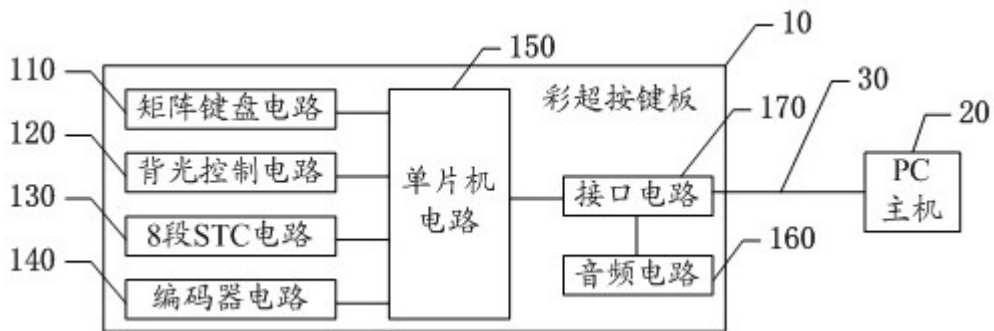 10
150
110
矩阵键盘电路
彩超按键板
170
20
120
背光控制电路
30
单片机
电路
接口电路
PC
主机
130
8段STC电路
160
140
编码器电路
音频电路